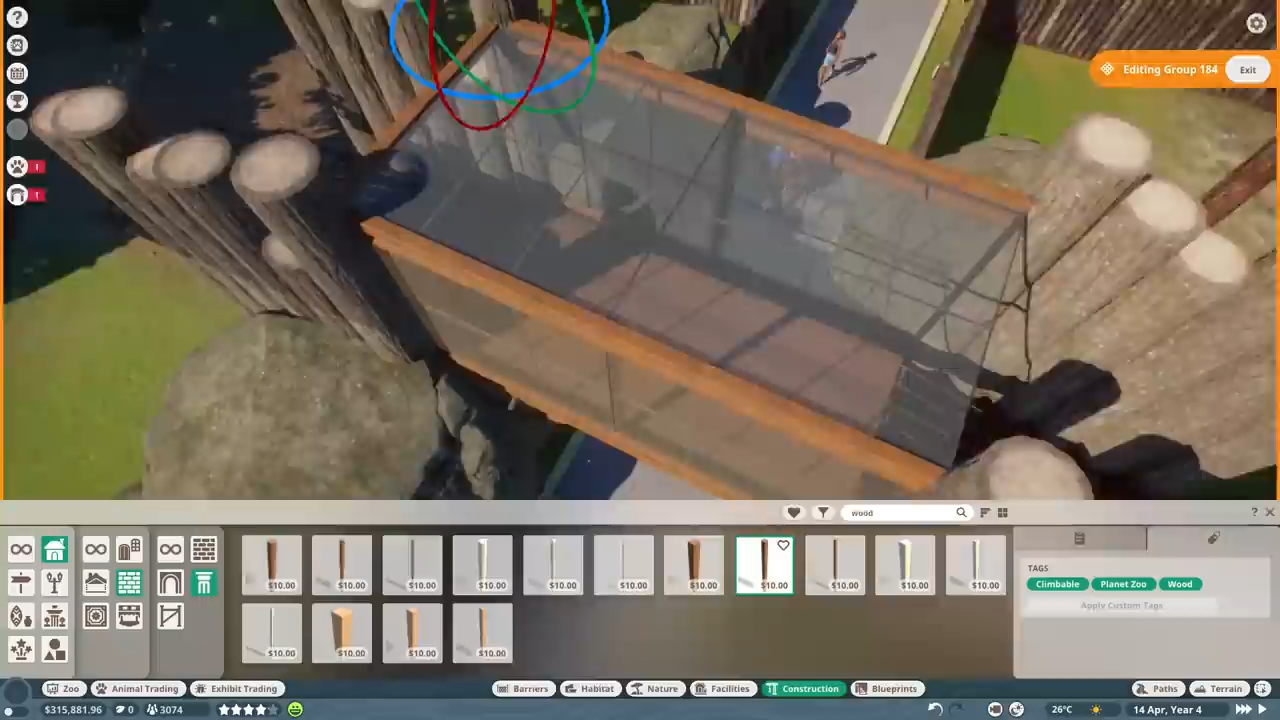 ?
Editing Group 184
Exit
1
1
wood
?
$10.00 $10.00 $10.00 $10.00 $10.00 $10.00 $10.00 $10.00 $10.00 $10.00 $10.00
$10.00 $10.00 $10.00 $10.00
TAGS
Climbable Planet Zoo Wood
Apply Custom Tags
Zoo Animal Trading Exhibit Trading Barriers Habitat Nature Facilities Construction Blueprints Paths Terrain
$315,881.96 0 3074 26°C 14 Apr, Year 4